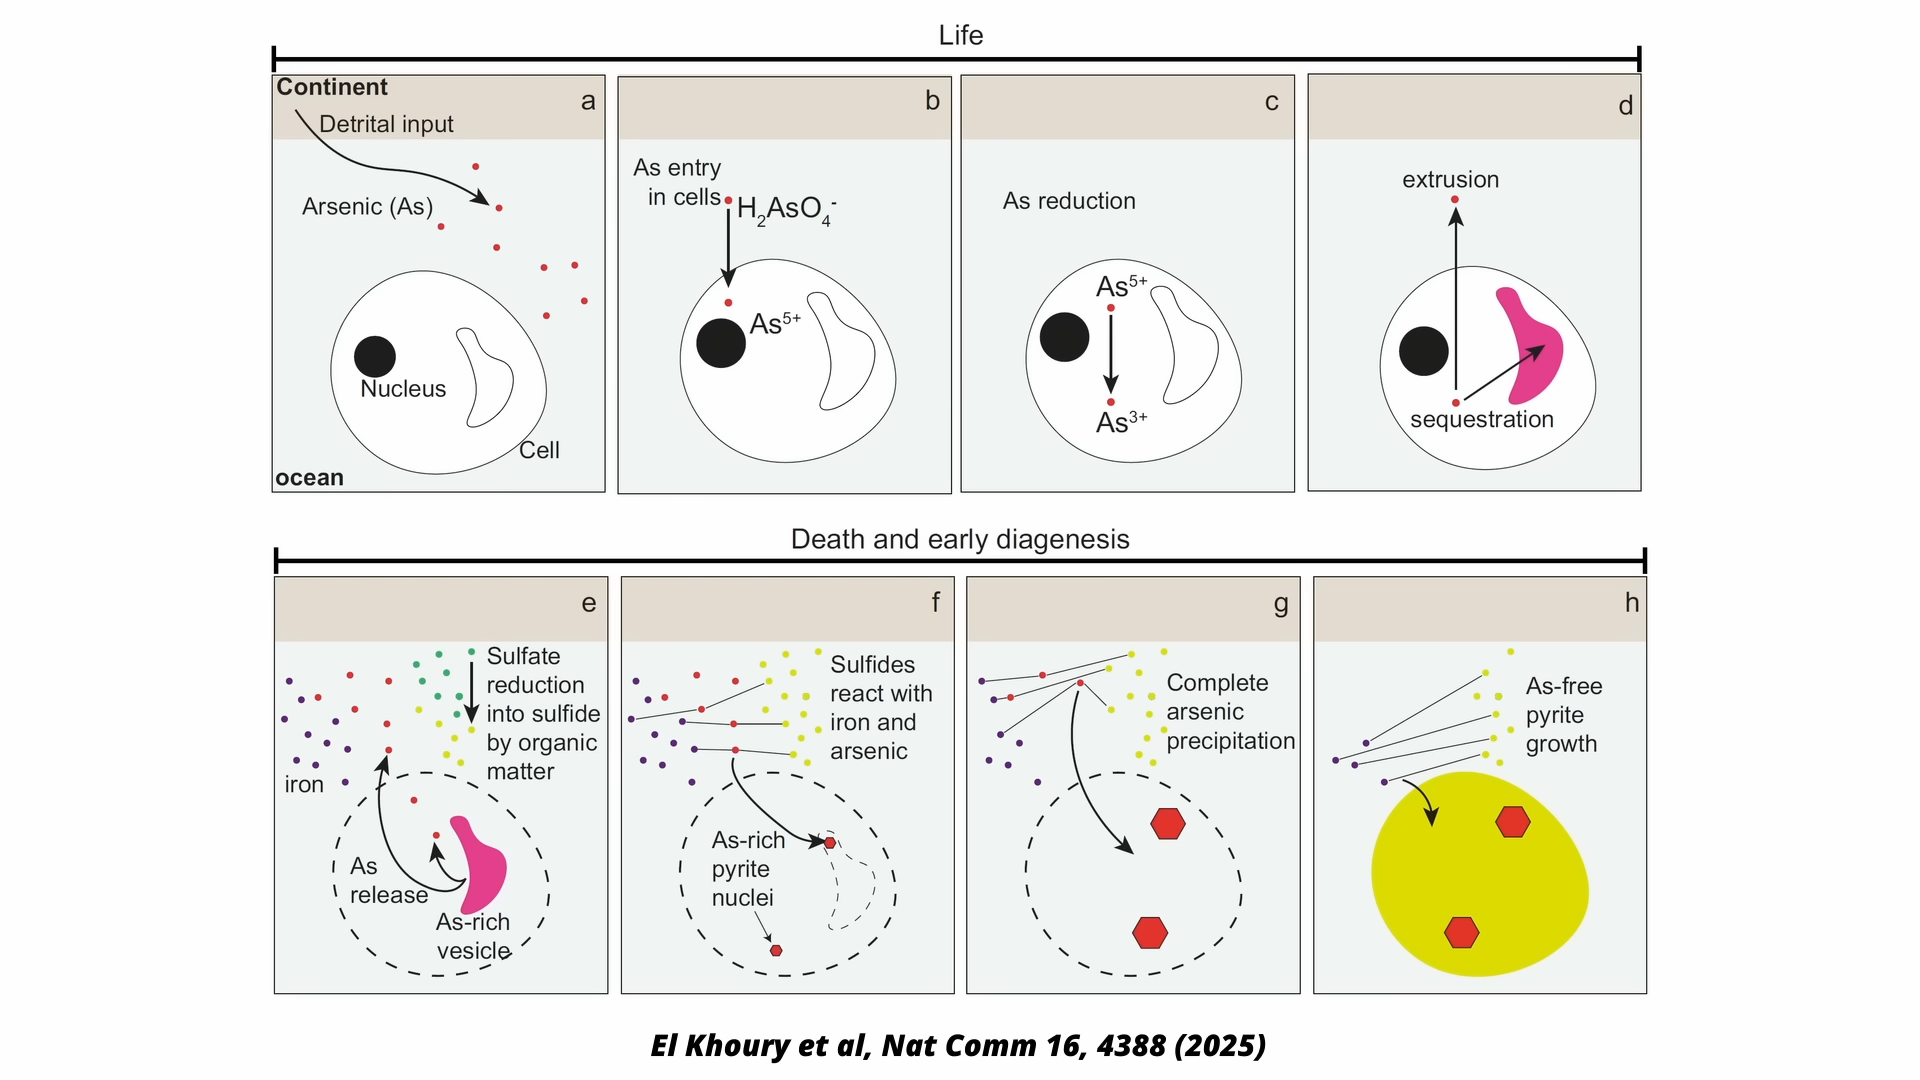 Life
Continent
a
Detrital input
Arsenic (As)
Nucleus
Cell
ocean
b
As entry
in cells
H₂AsO₄⁻
As⁵⁺
c
As reduction
As⁵⁺
As³⁺
d
extrusion
sequestration
Death and early diagenesis
e
Sulfate
reduction
into sulfide
by organic
matter
iron
As
release
As-rich
vesicle
f
Sulfides
react with
iron and
arsenic
As-rich
pyrite
nuclei
g
Complete
arsenic
precipitation
h
As-free
pyrite
growth
El Khoury et al, Nat Comm 16, 4388 (2025)